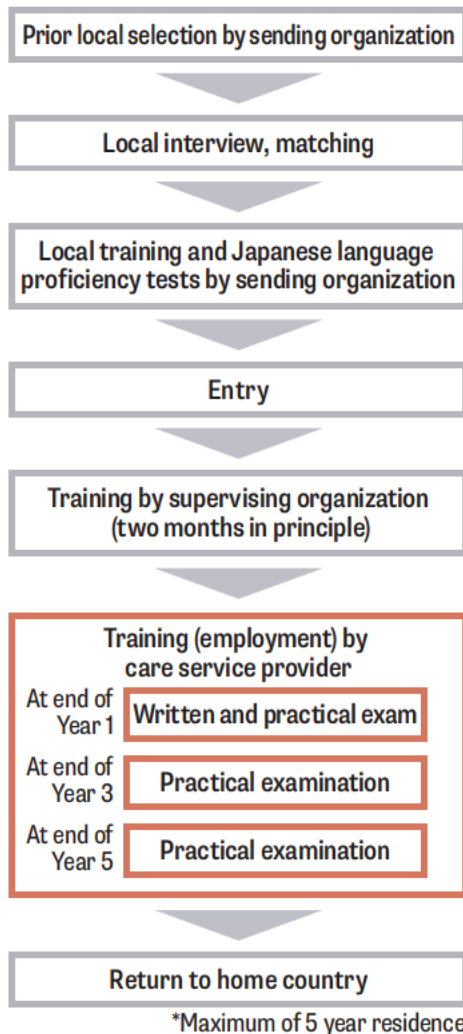 Prior local selection by sending organization
Local interview, matching
Local training and Japanese language
proficiency tests by sending organization
Entry
Training by supervising organization
(two months in principle)
Training (employment) by
care service provider
At end of
Year 1
Written and practical exam
At end of
Year 3
Practical examination
At end of
Year 5
Practical examination
Return to home country
*Maximum of 5 year residence